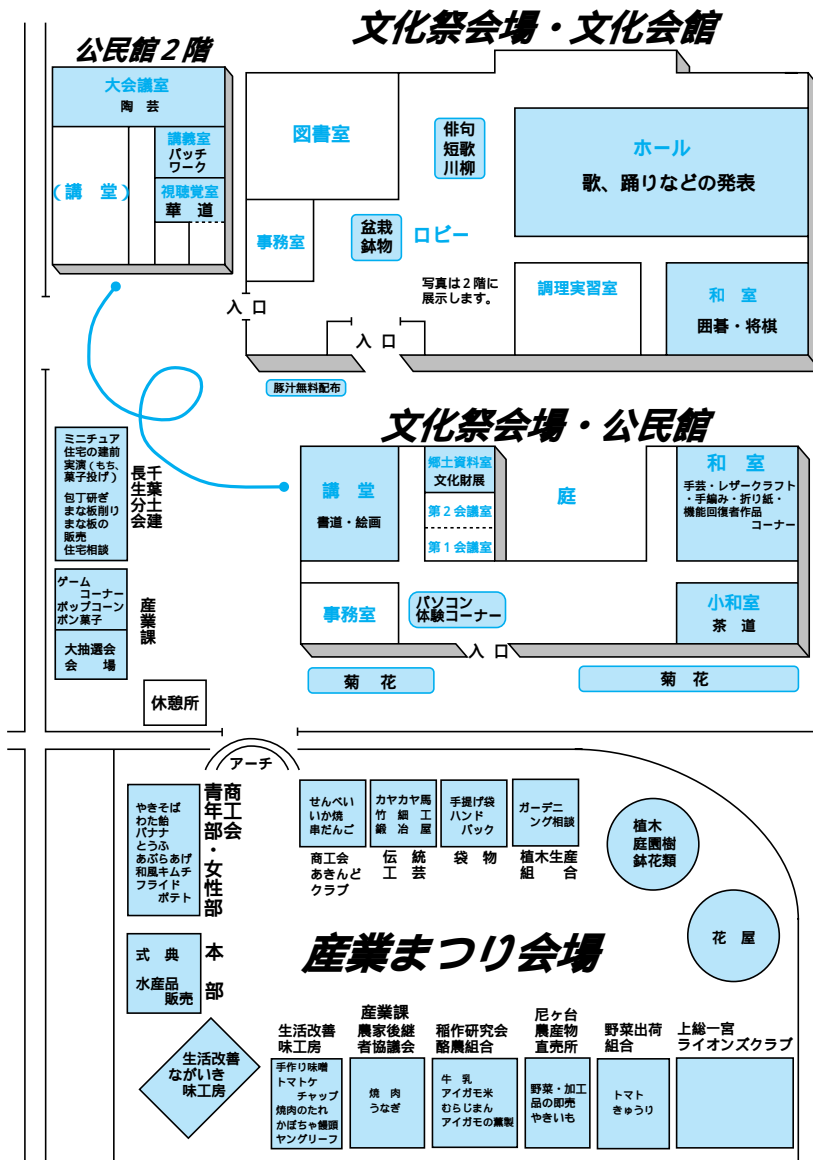 文化祭会場・文化会館
公民館2階
大会議室
陶芸
講義室
パッチ
ワーク
(講堂)
視聴覚室
華道
図書室
事務室
俳句
短歌
川柳
盆栽
鉢物
ロビー
ホール
歌、踊りなどの発表
写真は2階に
展示します。
調理実習室
和室
囲碁・将棋
入口
入口
豚汁無料配布
文化祭会場・公民館
講堂
書道・絵画
郷土資料室
文化財展
第2会議室
第1会議室
庭
和室
手芸・レザークラフト
・手編み・折り紙・
機能回復者作品
コーナー
事務室
パソコン
体験コーナー
小和室
茶道
入口
菊花
菊花
ミニチュア
住宅の建前
実演(もち、
菓子投げ)
包丁研ぎ
まな板削り
まな板の
販売
住宅相談
千葉土建
長生分会
ゲーム
コーナー
ポップコーン
ポン菓子
大抽選会
会場
産業課
休憩所
アーチ
やきそば
わた飴
バナナ
とうふ
あぶらあげ
和風キムチ
フライド
ポテト
商工会
青年部・女性部
せんべい
いか焼
串だんご
商工会
あきんど
クラブ
カヤカヤ馬
竹細工
鍛冶屋
伝統
工芸
手提げ袋
ハンド
バック
袋物
ガーデニ
ング相談
植木生産
組合
植木
庭園樹
鉢花類
花屋
式典
水産品
販売
本部
産業まつり会場
生活改善
ながいき
味工房
生活改善
味工房
手作り味噌
トマトケ
チャップ
焼肉のたれ
かぼちゃ饅頭
ヤングリーフ
産業課
農家後継
者協議会
焼肉
うなぎ
稲作研究会
酪農組合
牛乳
アイガモ米
むらじまん
アイガモの薫製
尼ヶ台
農産物
直売所
野菜・加工
品の即売
やきいも
野菜出荷
組合
トマト
きゅうり
上総一宮
ライオンズクラブ